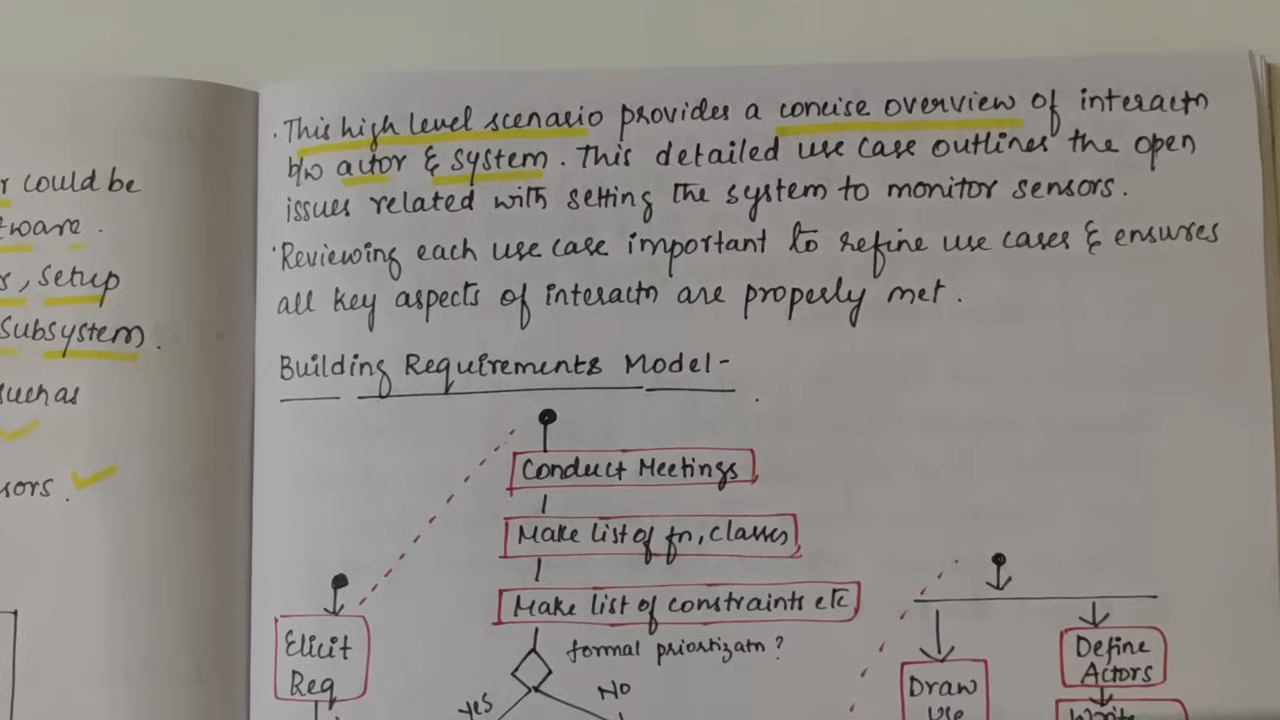 r could be
tware.
s, setup
subsystem.
such as
sors.
. This high level scenario provides a concise overview of interactn
b/w actor & system. This detailed use case outlines the open
issues related with setting the system to monitor sensors.
· Reviewing each use case important to refine use cases & ensures
all key aspects of interactn are properly met.
Building Requirements Model-
Conduct Meetings
Make list of fn, classes
Make list of constraints etc
formal priortizatn?
Yes
No
Elicit
Req
Draw
Use
Define
Actors
Write